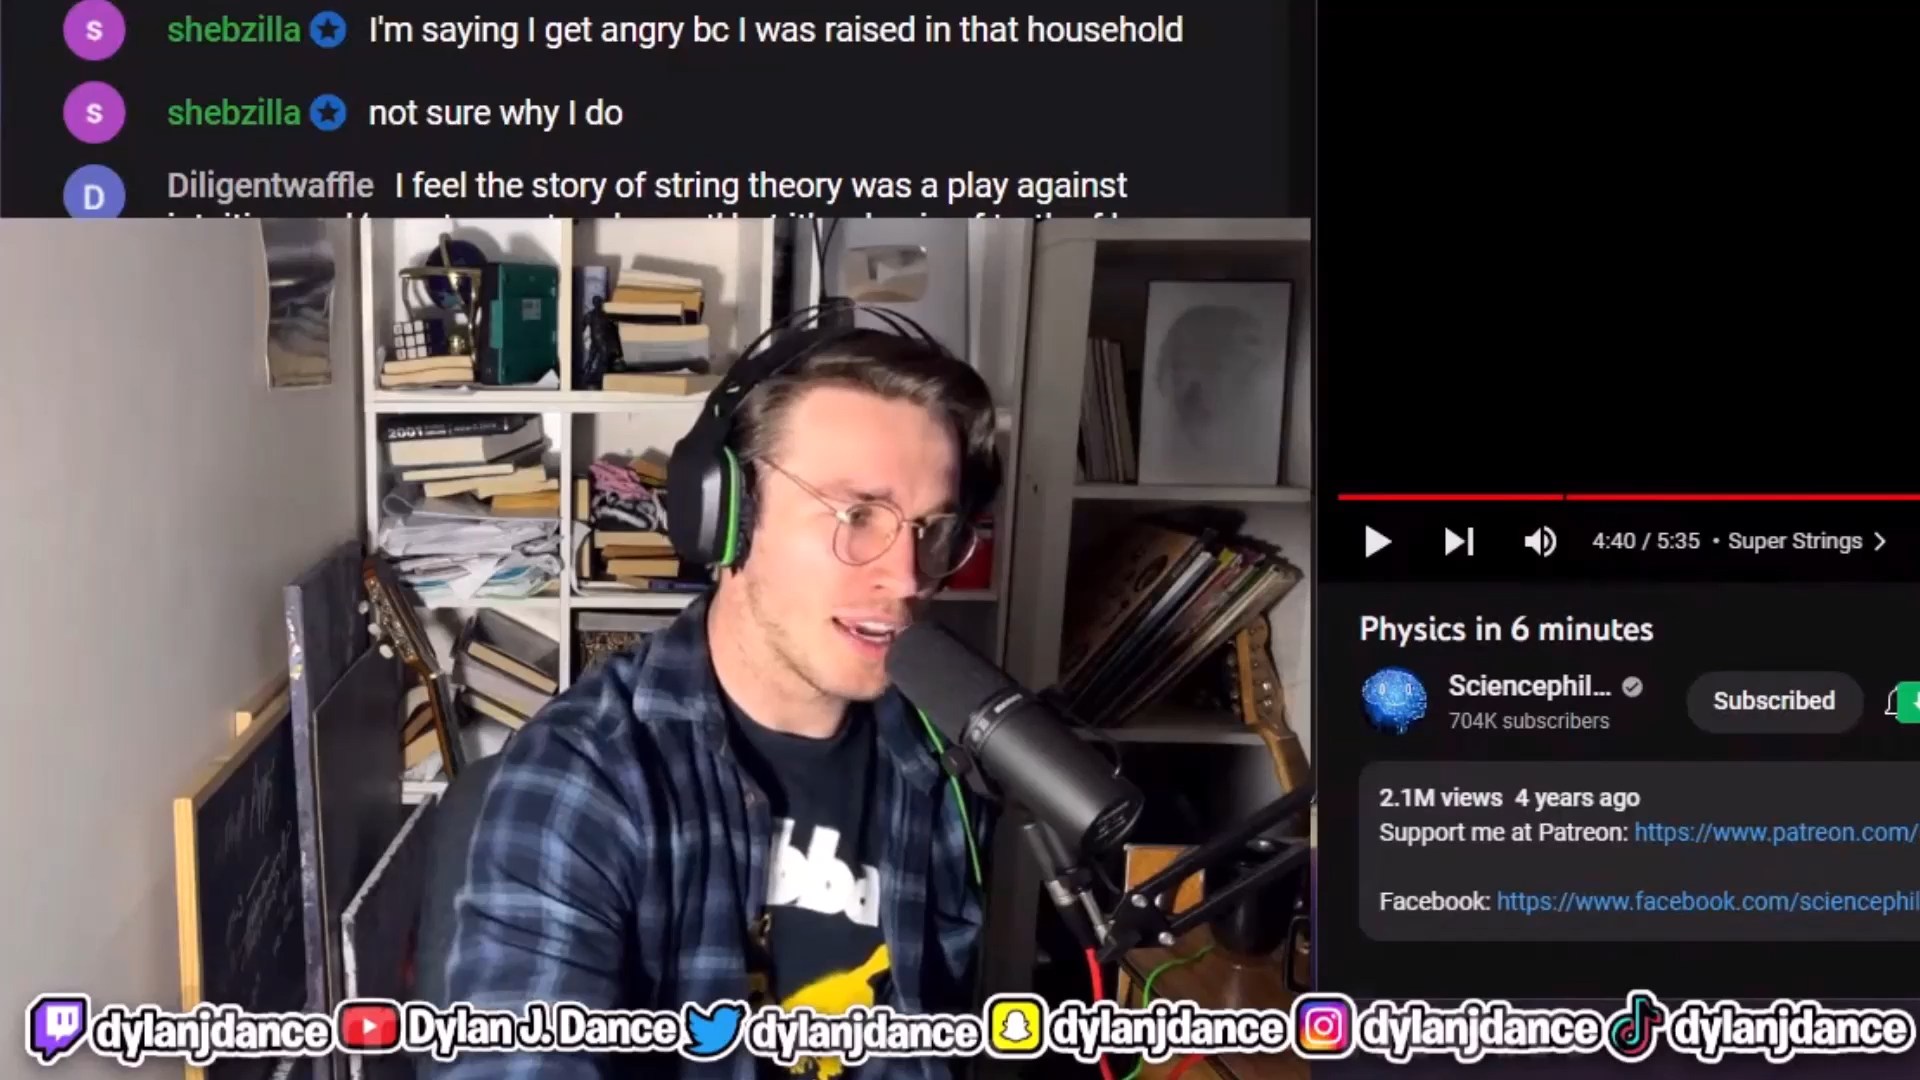 S shebzilla I'm saying I get angry bc I was raised in that household
S shebzilla not sure why I do
D Diligentwaffle I feel the story of string theory was a play against
2001
bba
4:40 / 5:35 • Super Strings >
Physics in 6 minutes
Sciencephil...
704K subscribers
Subscribed
2.1M views 4 years ago
Support me at Patreon: https://www.patreon.com/
Facebook: https://www.facebook.com/sciencephil
dylanjdance Dylan J. Dance dylanjdance dylanjdance dylanjdance dylanjdance